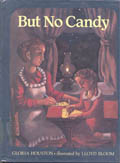 But No Candy
GLORIA HOUSTON • illustrated by LLOYD BLOOM